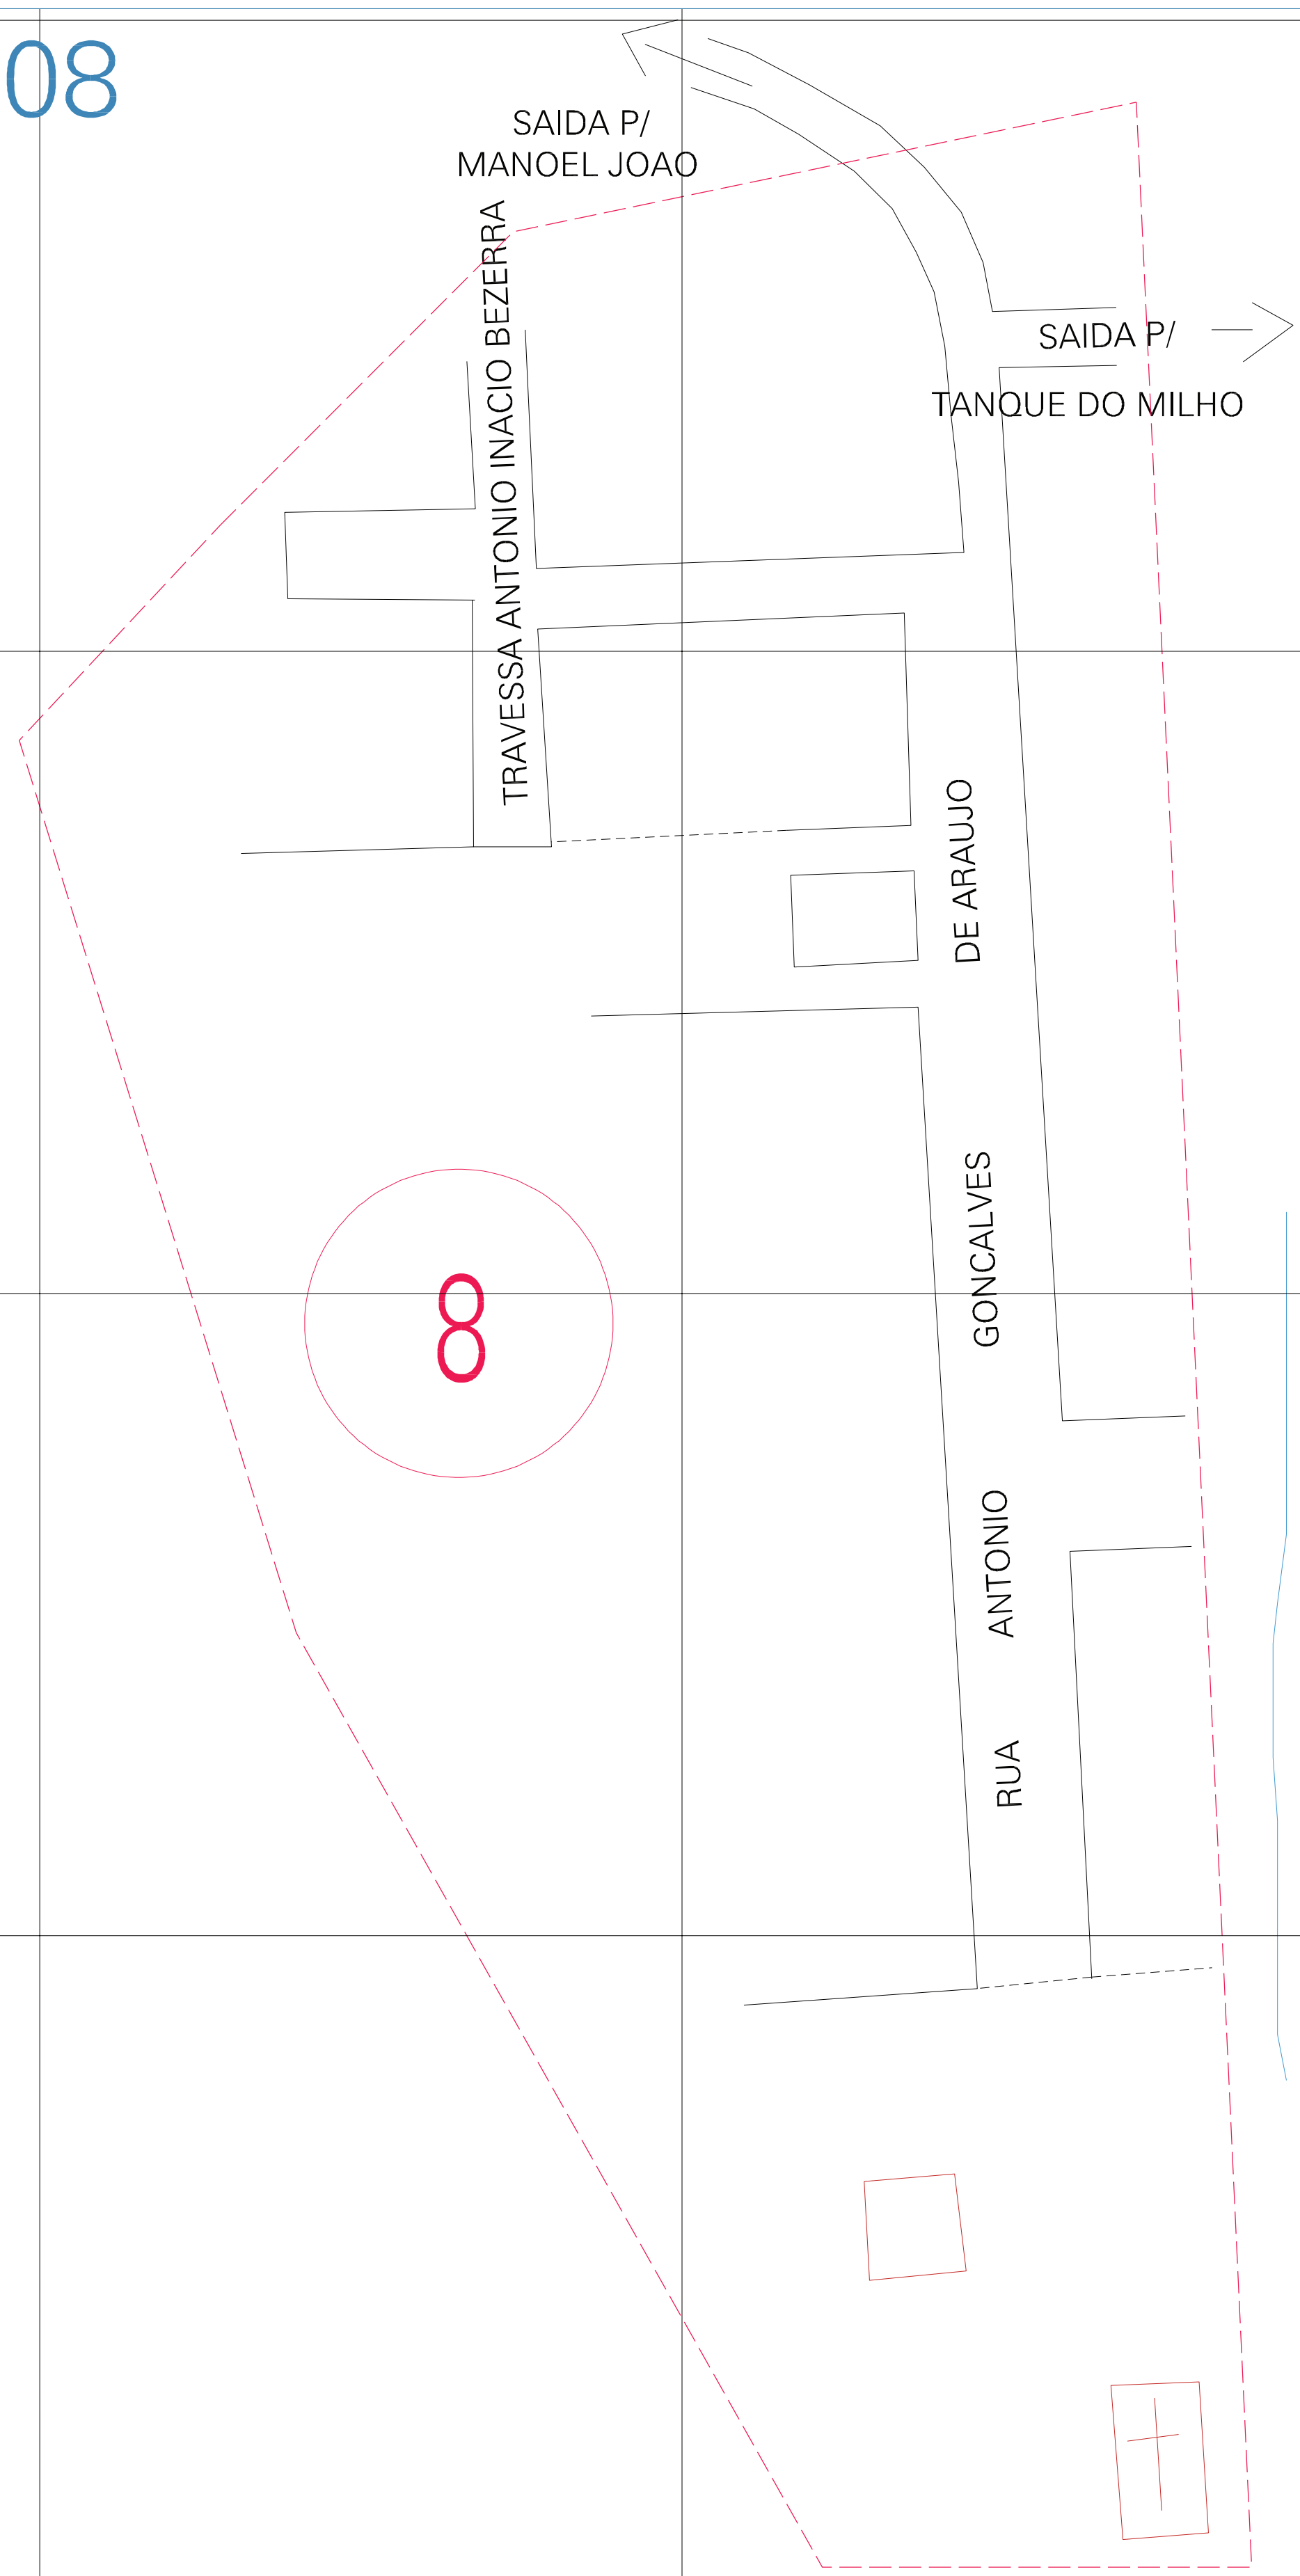 08
SAIDA P/
MANOEL JOAO
TRAVESSA ANTONIO INACIO BEZERRA
SAIDA P/
TANQUE DO MILHO
RUA ANTONIO GONCALVES DE ARAUJO
8